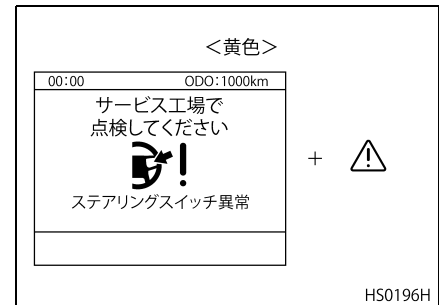 ＜黄色＞
00:00 ODO:1000km
サービス工場で
点検してください
ステアリングスイッチ異常
+
HS0196H